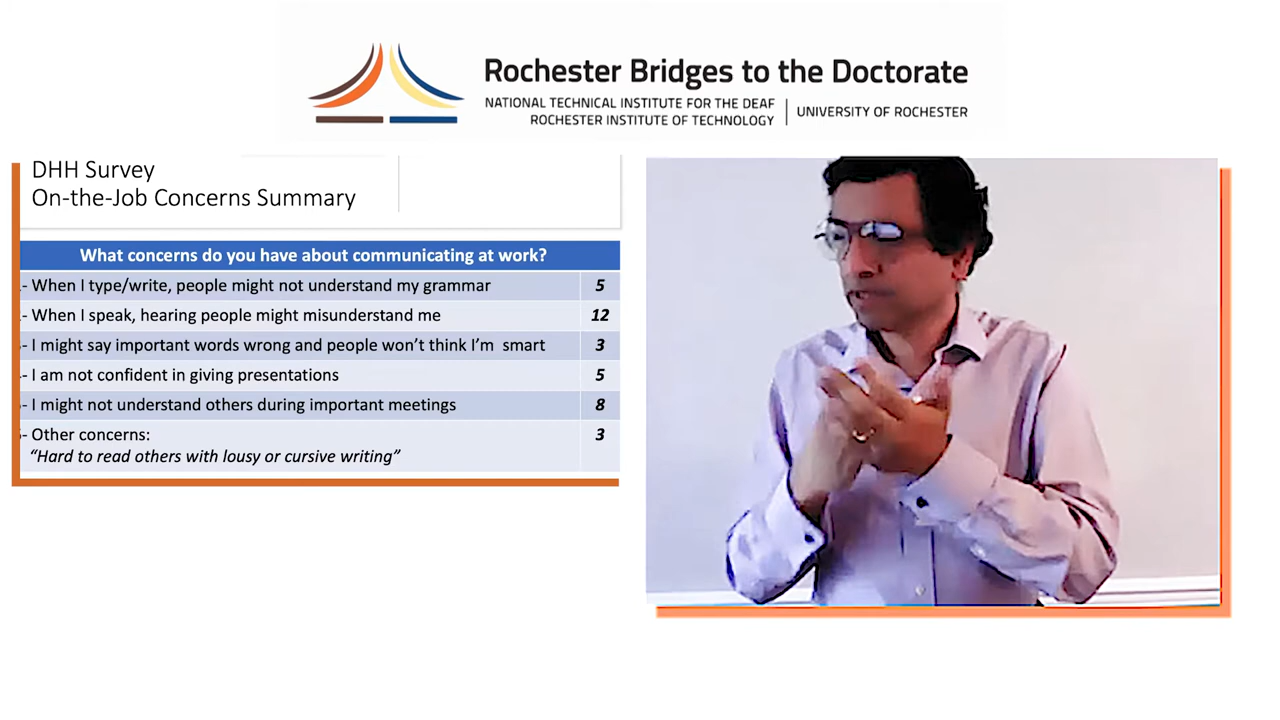 Rochester Bridges to the Doctorate
NATIONAL TECHNICAL INSTITUTE FOR THE DEAF
ROCHESTER INSTITUTE OF TECHNOLOGY
UNIVERSITY OF ROCHESTER
DHH Survey
On-the-Job Concerns Summary
What concerns do you have about communicating at work?
- When I type/write, people might not understand my grammar 5
- When I speak, hearing people might misunderstand me 12
- I might say important words wrong and people won’t think I’m smart 3
- I am not confident in giving presentations 5
- I might not understand others during important meetings 8
- Other concerns: 3
“Hard to read others with lousy or cursive writing”